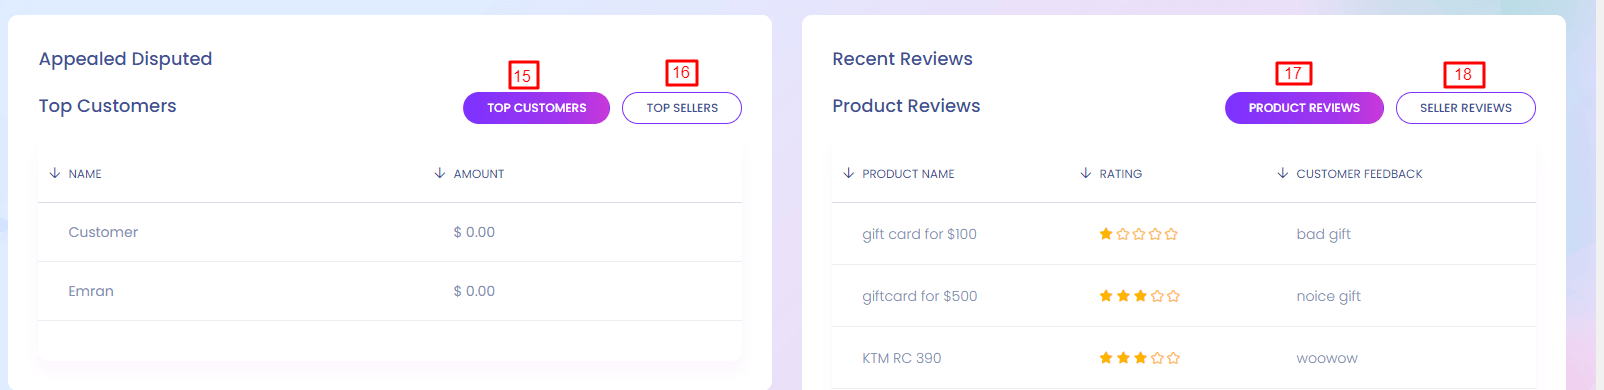 Appealed Disputed
15
16
Top Customers
TOP CUSTOMERS
TOP SELLERS
NAME
AMOUNT
Customer
$ 0.00
Emran
$ 0.00
Recent Reviews
17
18
Product Reviews
PRODUCT REVIEWS
SELLER REVIEWS
PRODUCT NAME
RATING
CUSTOMER FEEDBACK
gift card for $100
bad gift
giftcard for $500
noice gift
KTM RC 390
woowow